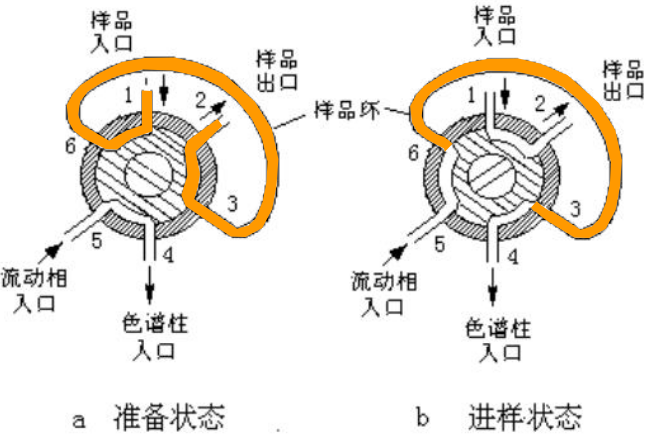 样品
入口
样品
出口
1
2
3
4
5
6
流动相
入口
色谱柱
入口
样品环
样品
入口
样品
出口
1
2
3
4
5
6
流动相
入口
色谱柱
入口
a 准备状态
b 进样状态